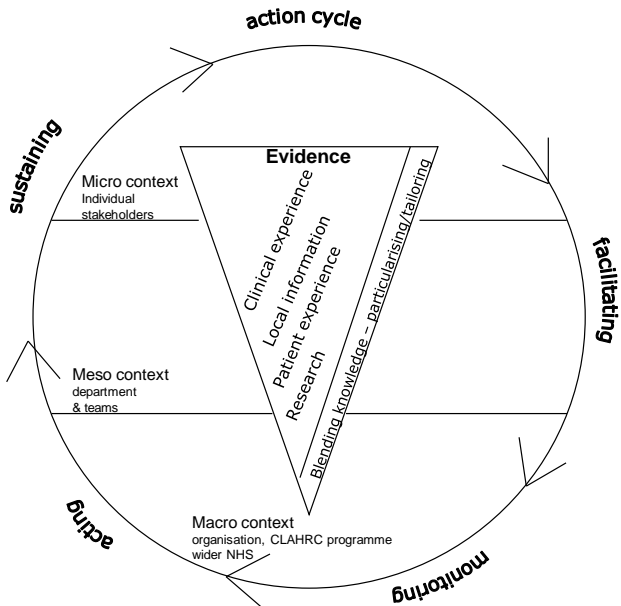 action cycle
sustaining
Evidence
Micro context
Individual
stakeholders
Clinical experience
Local information
Patient experience
Research
Blending knowledge – particularising/tailoring
facilitating
Meso context
department
& teams
Macro context
organisation, CLAHRC programme
wider NHS
acting
monitoring